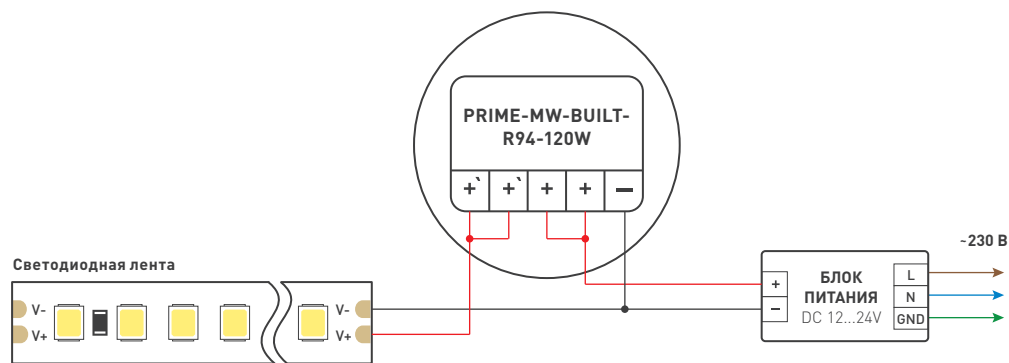 PRIME-MW-BUILT-
R94-120W
+` +` + + −
~230 В
Светодиодная лента
БЛОК
ПИТАНИЯ
DC 12...24V
+
−
L
N
GND
V-
V+
V-
V+